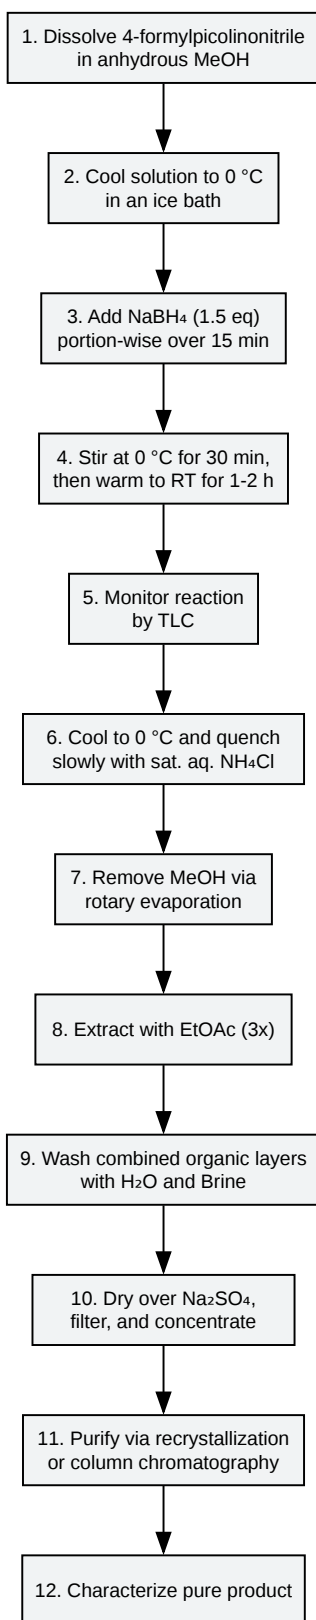 1. Dissolve 4-formylpicolinonitrile
in anhydrous MeOH
2. Cool solution to 0 °C
in an ice bath
3. Add NaBH₄ (1.5 eq)
portion-wise over 15 min
4. Stir at 0 °C for 30 min,
then warm to RT for 1-2 h
5. Monitor reaction
by TLC
6. Cool to 0 °C and quench
slowly with sat. aq. NH₄Cl
7. Remove MeOH via
rotary evaporation
8. Extract with EtOAc (3x)
9. Wash combined organic layers
with H₂O and Brine
10. Dry over Na₂SO₄,
filter, and concentrate
11. Purify via recrystallization
or column chromatography
12. Characterize pure product